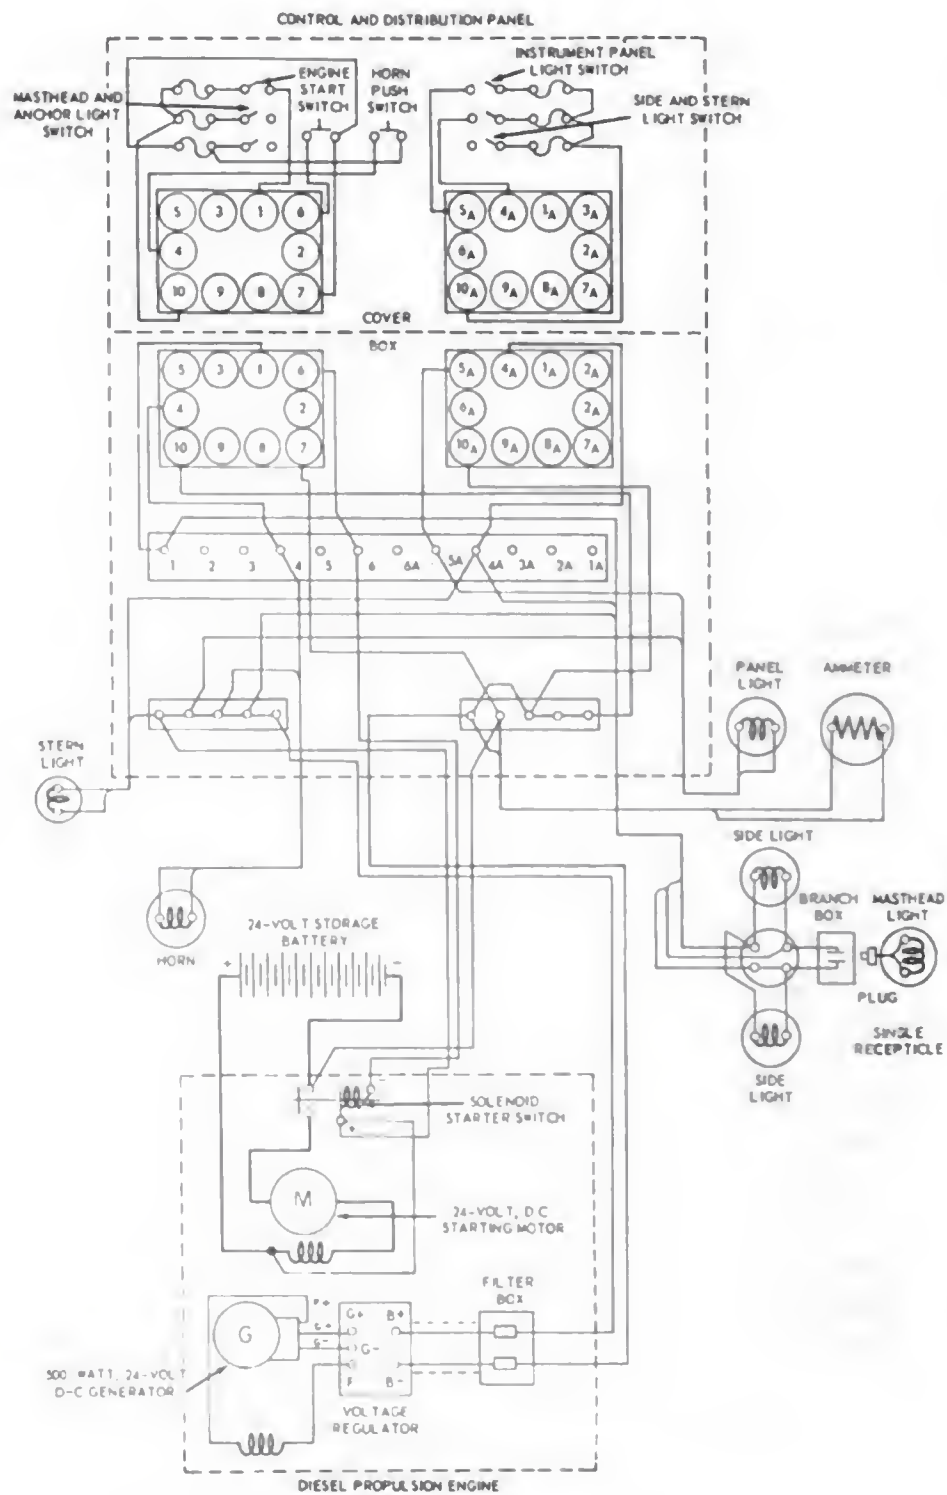 CONTROL AND DISTRIBUTION PANEL
MASTHEAD AND
ANCHOR LIGHT
SWITCH
ENGINE
START
SWITCH
HORN
PUSH
SWITCH
INSTRUMENT PANEL
LIGHT SWITCH
SIDE AND STERN
LIGHT SWITCH
5 3 1 6
4 2
10 9 8 7
5A 4A 1A 3A
6A 2A
10A 9A 8A 7A
COVER
BOX
5 3 1 6
4 2
10 9 8 7
5A 4A 1A 2A
6A 2A
10A 9A 8A 7A
1 2 3 4 5 6 6A 5A 4A 3A 2A 1A
PANEL
LIGHT
AMMETER
STERN
LIGHT
SIDE LIGHT
BRANCH
BOX
MASTHEAD
LIGHT
HORN
24-VOLT STORAGE
BATTERY
+ -
PLUG
SINGLE
RECEPTICLE
SIDE
LIGHT
-
SOLENOID
STARTER SWITCH
+
M
24-VOLT, D C
STARTING MOTOR
FILTER
BOX
F+
G+ B+
G
G+
G-
G-
F B-
500 WATT, 24-VOLT
D-C GENERATOR
VOLTAGE
REGULATOR
DIESEL PROPULSION ENGINE